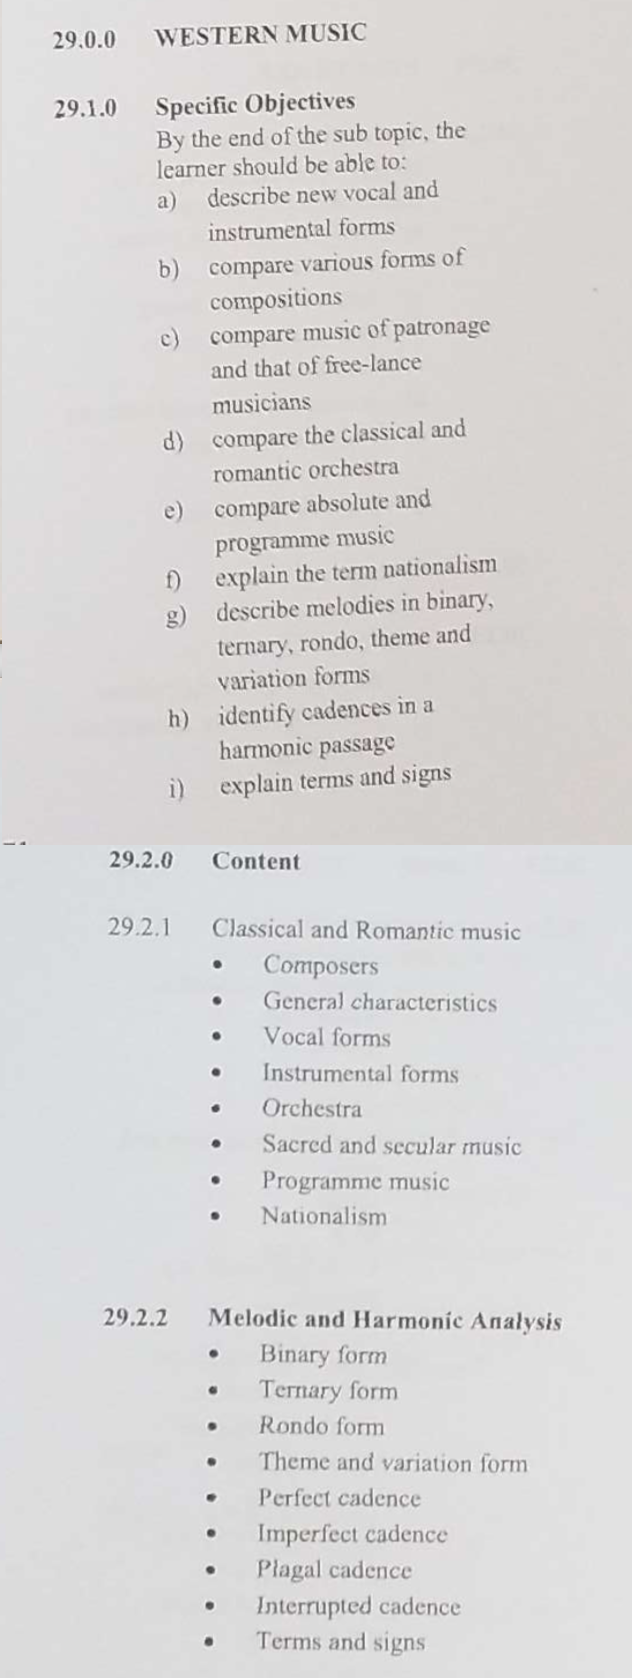 29.0.0 WESTERN MUSIC
29.1.0 Specific Objectives
By the end of the sub topic, the
learner should be able to:
a) describe new vocal and
instrumental forms
b) compare various forms of
compositions
c) compare music of patronage
and that of free-lance
musicians
d) compare the classical and
romantic orchestra
e) compare absolute and
programme music
f) explain the term nationalism
g) describe melodies in binary,
ternary, rondo, theme and
variation forms
h) identify cadences in a
harmonic passage
i) explain terms and signs
29.2.0 Content
29.2.1 Classical and Romantic music
• Composers
• General characteristics
• Vocal forms
• Instrumental forms
• Orchestra
• Sacred and secular music
• Programme music
• Nationalism
29.2.2 Melodic and Harmonic Analysis
• Binary form
• Ternary form
• Rondo form
• Theme and variation form
• Perfect cadence
• Imperfect cadence
• Plagal cadence
• Interrupted cadence
• Terms and signs